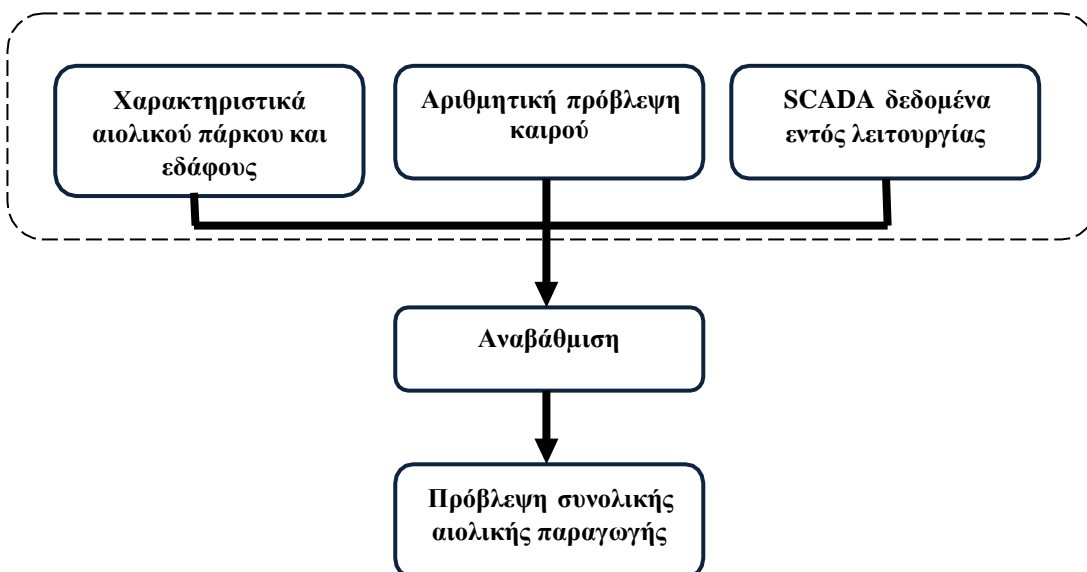 Χαρακτηριστικά
αιολικού πάρκου και
εδάφους
Αριθμητική πρόβλεψη
καιρού
SCADA δεδομένα
εντός λειτουργίας
Αναβάθμιση
Πρόβλεψη συνολικής
αιολικής παραγωγής